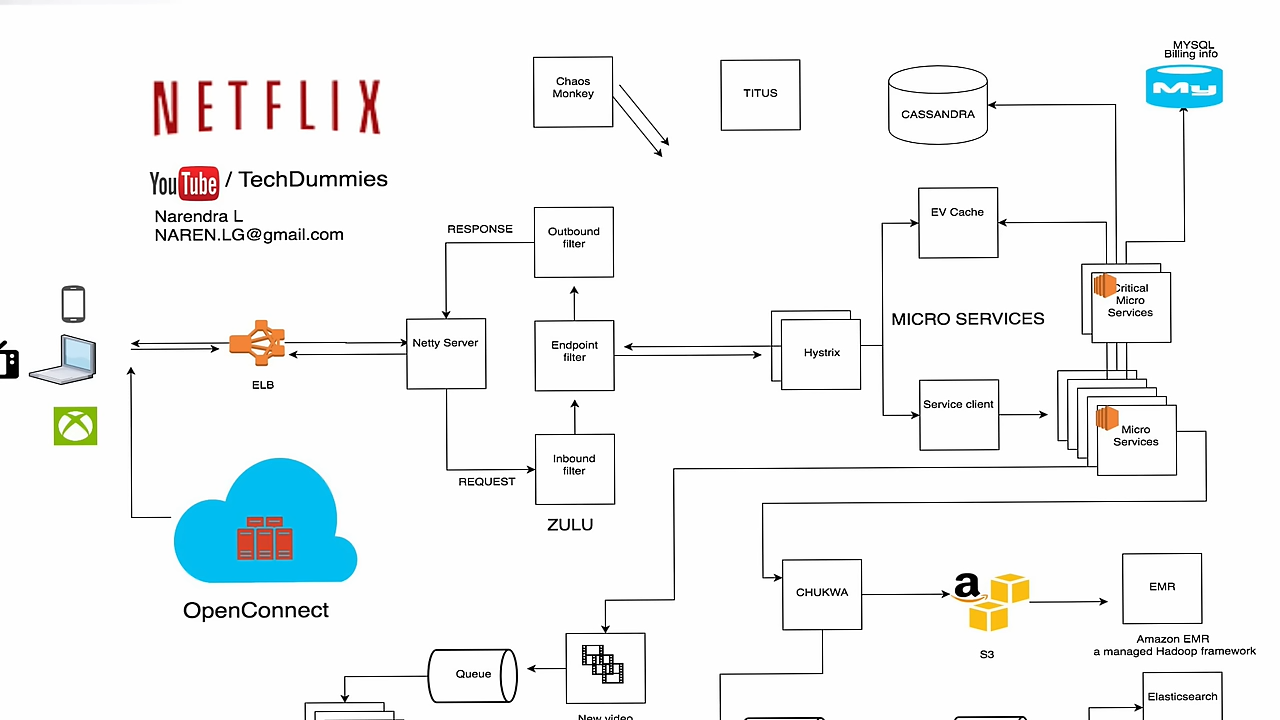 NETFLIX
YouTube / TechDummies
Narendra L
NAREN.LG@gmail.com
Chaos
Monkey
TITUS
CASSANDRA
MYSQL
Billing info
My
RESPONSE
Outbound
filter
EV Cache
Critical
Micro
Services
MICRO SERVICES
Netty Server
Endpoint
filter
Hystrix
ELB
Service client
Micro
Services
Inbound
filter
REQUEST
ZULU
OpenConnect
CHUKWA
a
S3
EMR
Amazon EMR
a managed Hadoop framework
Queue
New video
Elasticsearch